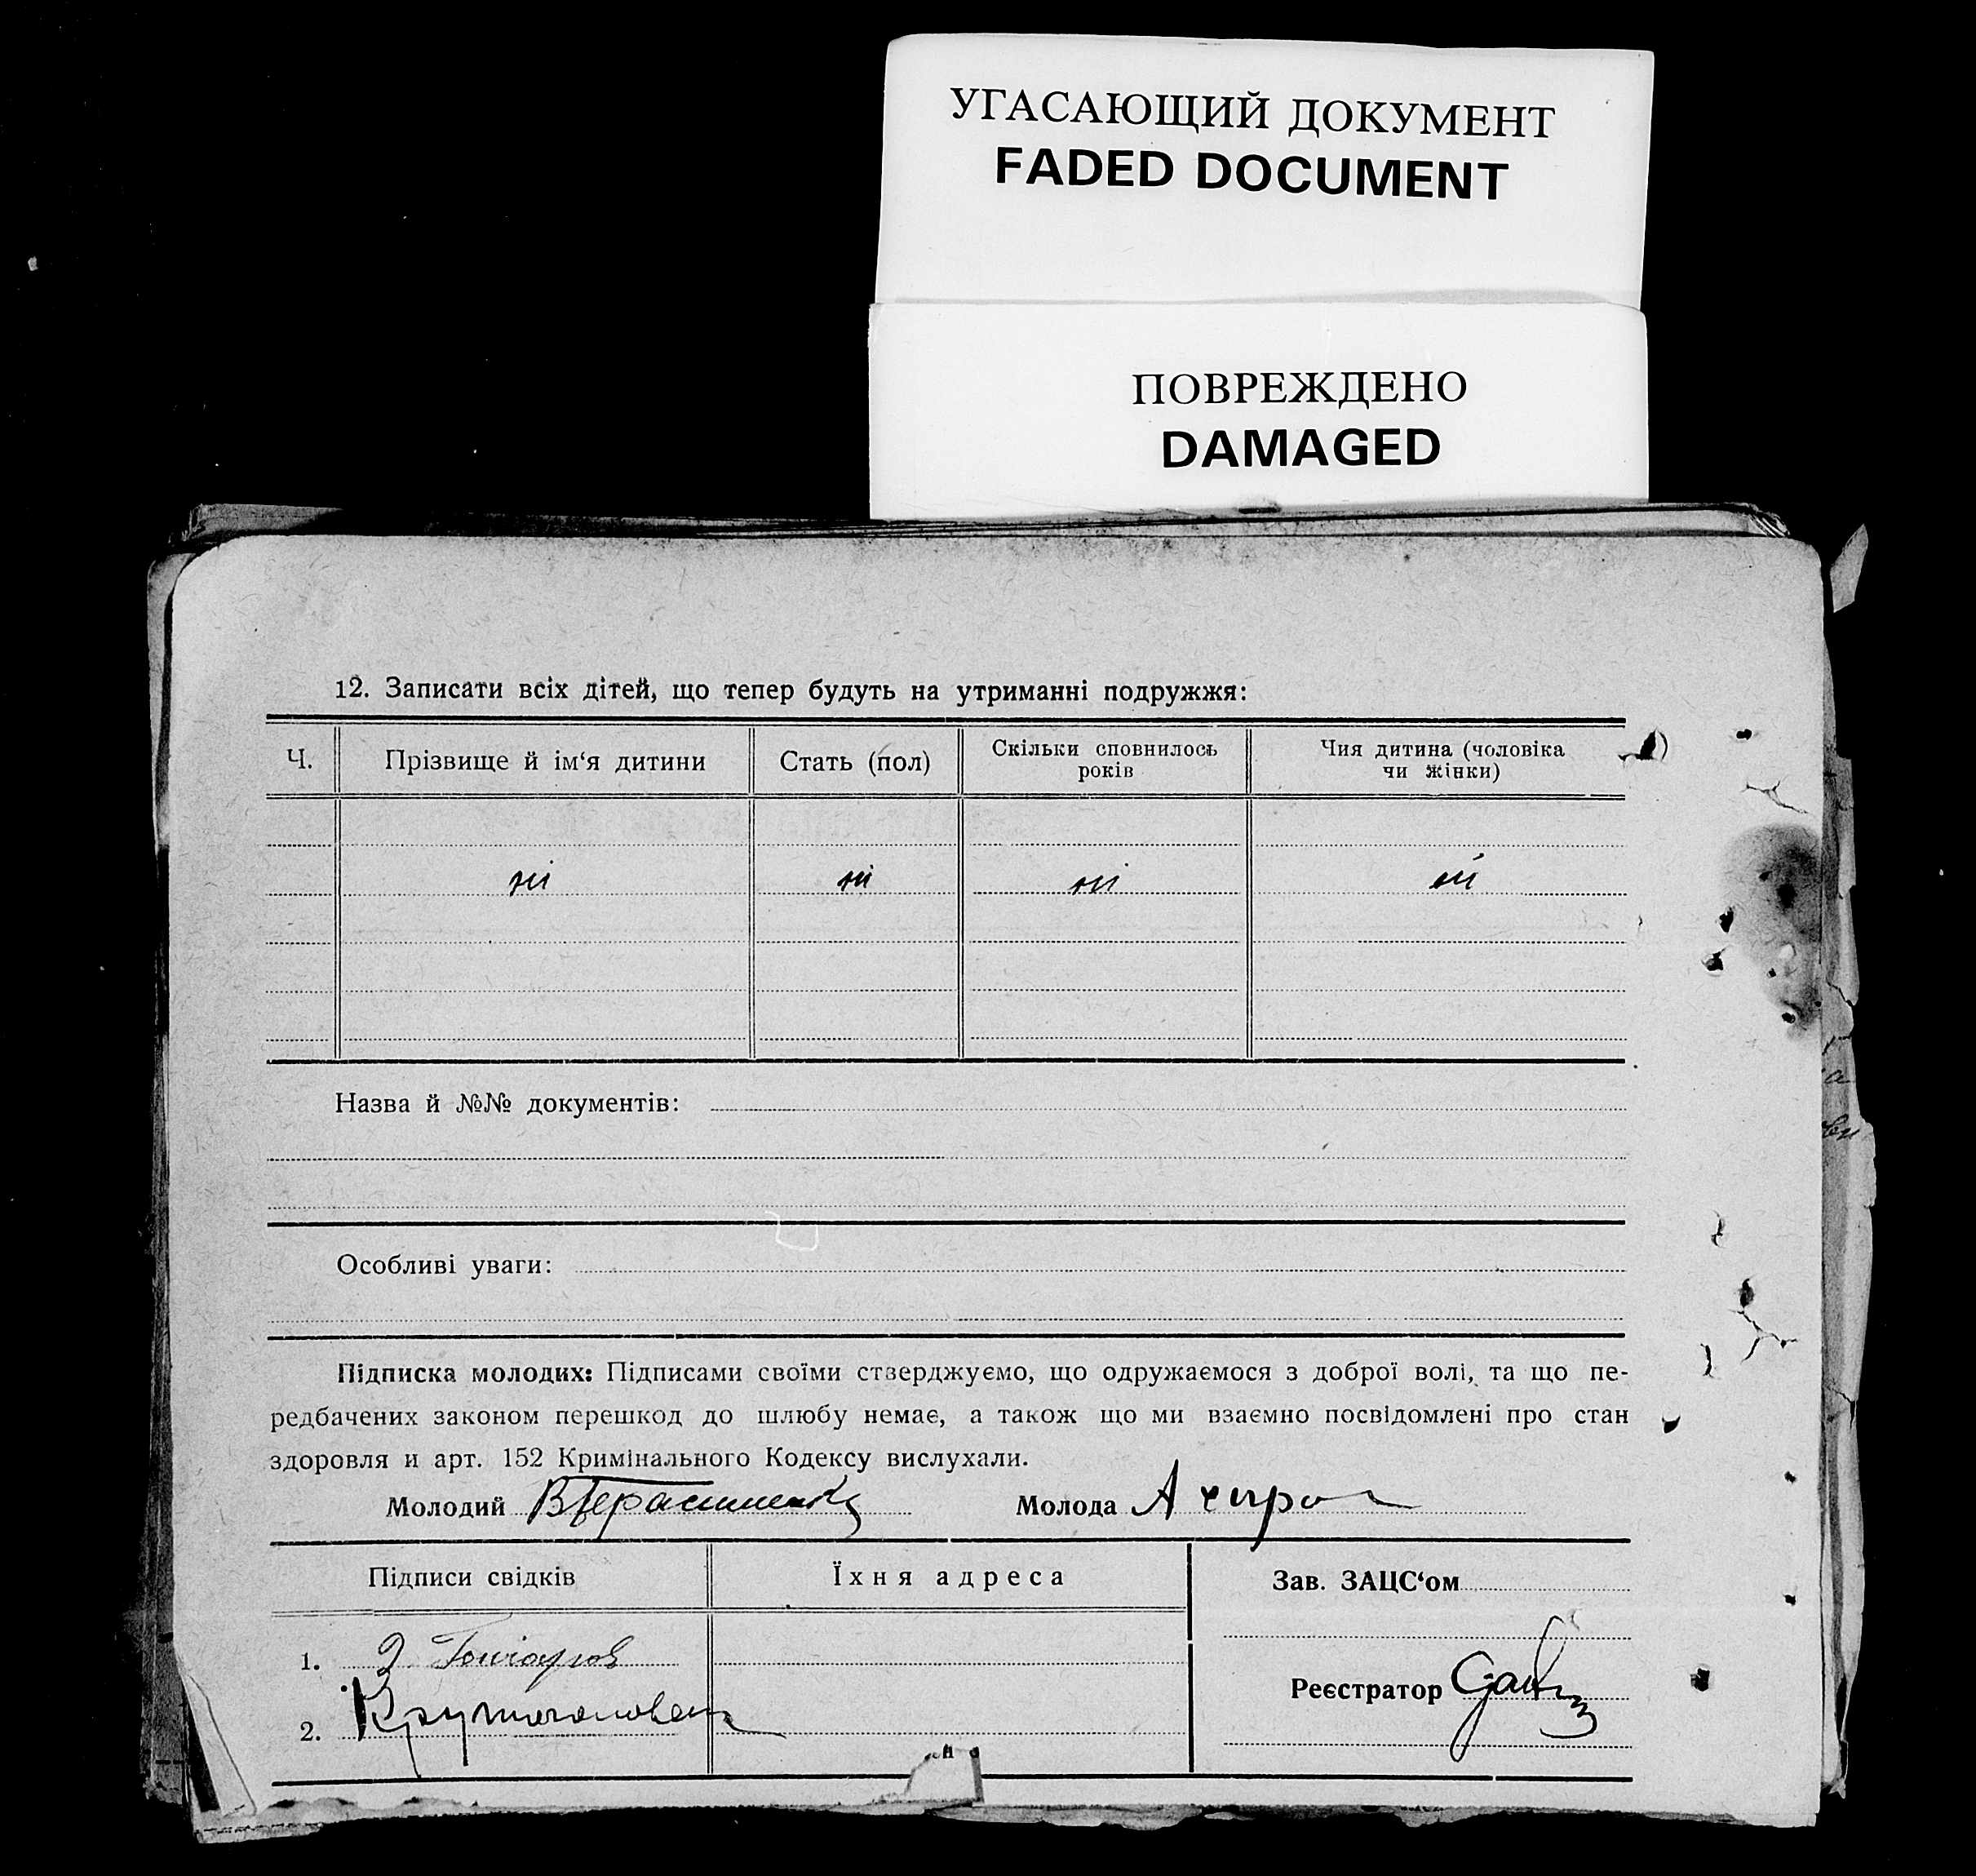 УГАСАЮЩИЙ ДОКУМЕНТ
FADED DOCUMENT
ПОВРЕЖДЕНО
DAMAGED
12. Записати всіх дітей, що тепер будуть на утриманні подружжя:
Ч. Прізвище й ім‘я дитини Стать (пол) Скільки сповнилось років Чия дитина (чоловіка чи жінки)
ні ні ні ні
Назва й №№ документів:
Особливі уваги:
Підписка молодих: Підписами своїми стверджуємо, що одружаємося з доброї волі, та що пе-
редбачених законом перешкод до шлюбу немає, а також що ми взаємно посвідомлені про стан
здоровля и арт. 152 Кримінального Кодексу вислухали.
Молодий ВГерасименко Молода
Підписи свідків Їхня адреса Зав. ЗАЦС‘ом
1. Гончаров
Реєстратор
2.